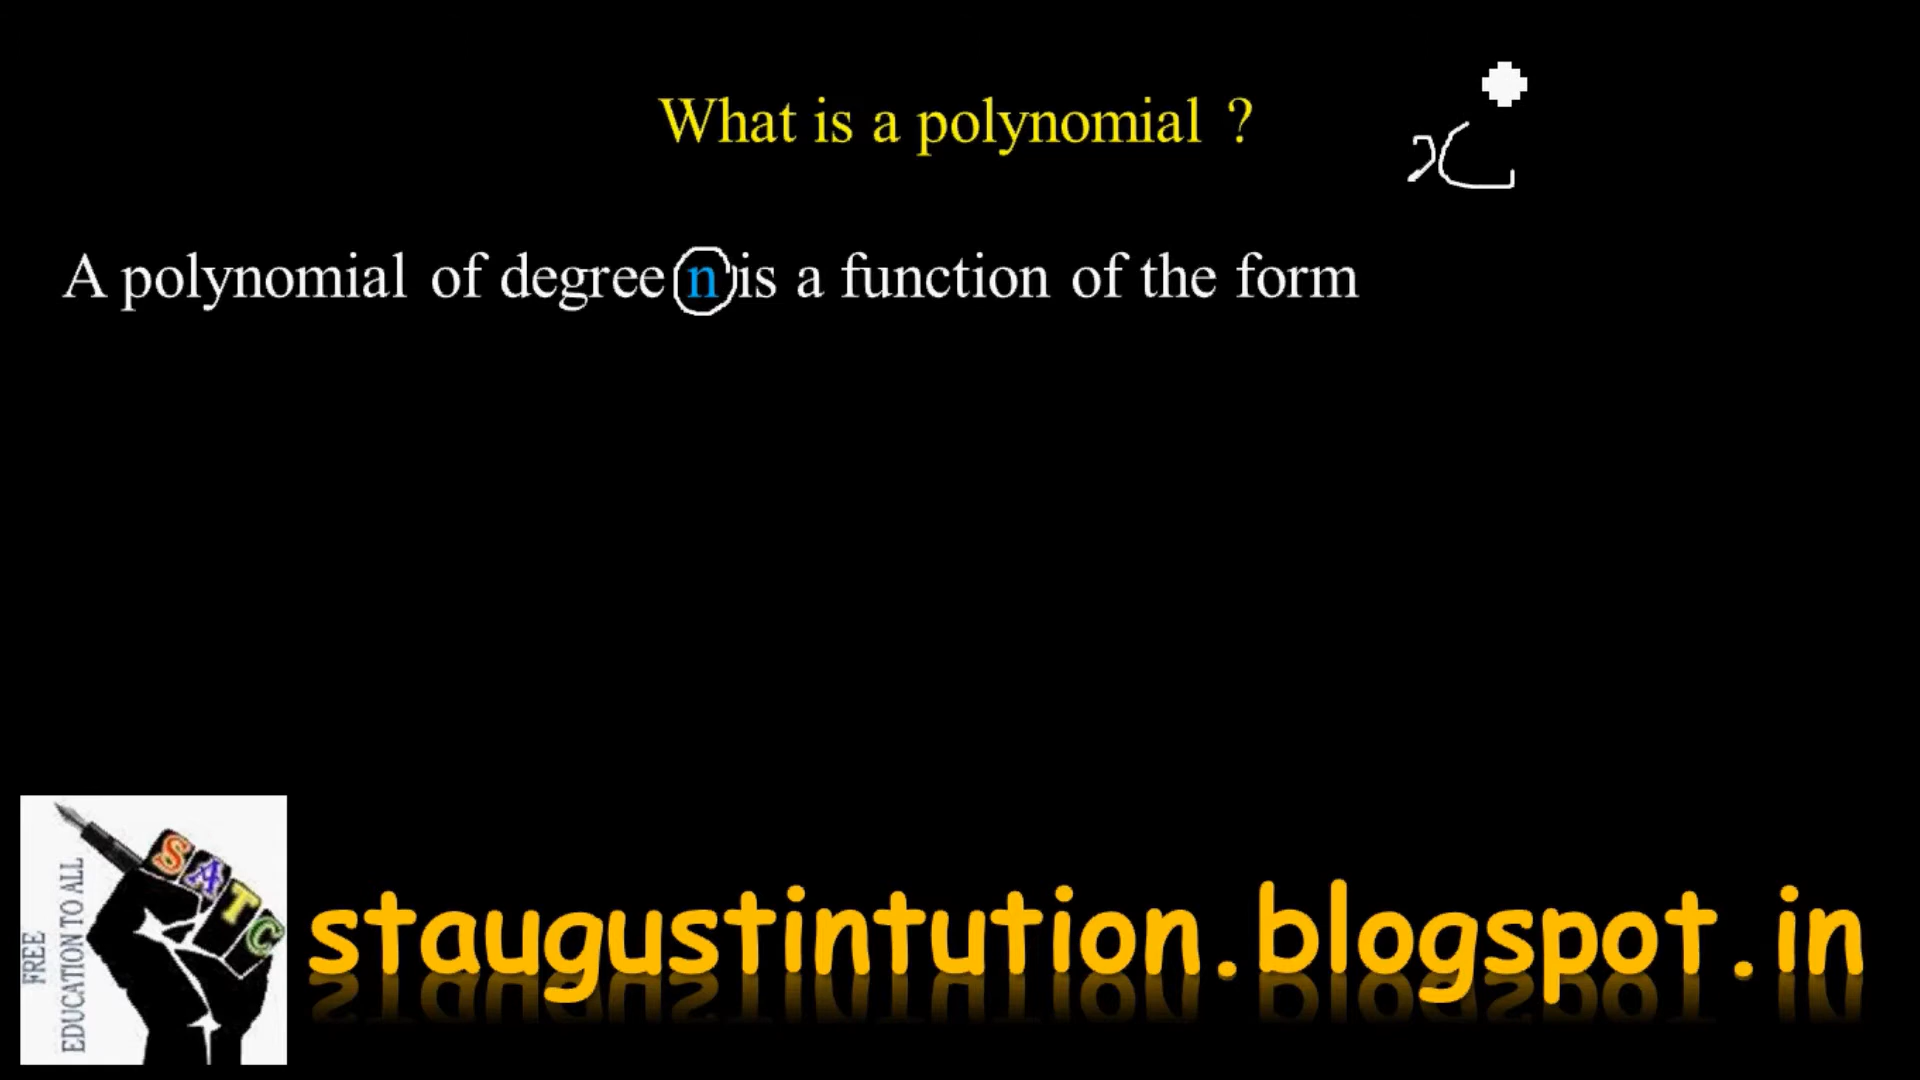 What is a polynomial ?
x
A polynomial of degree n is a function of the form
FREE
EDUCATION TO ALL
SATC
staugustintution.blogspot.in